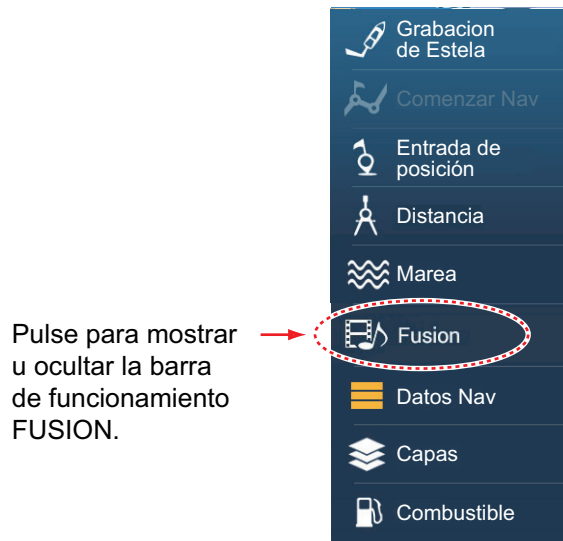 Grabacion
de Estela
Comenzar Nav
Entrada de
posición
Distancia
Marea
Pulse para mostrar
u ocultar la barra
de funcionamiento
FUSION.
Fusion
Datos Nav
Capas
Combustible